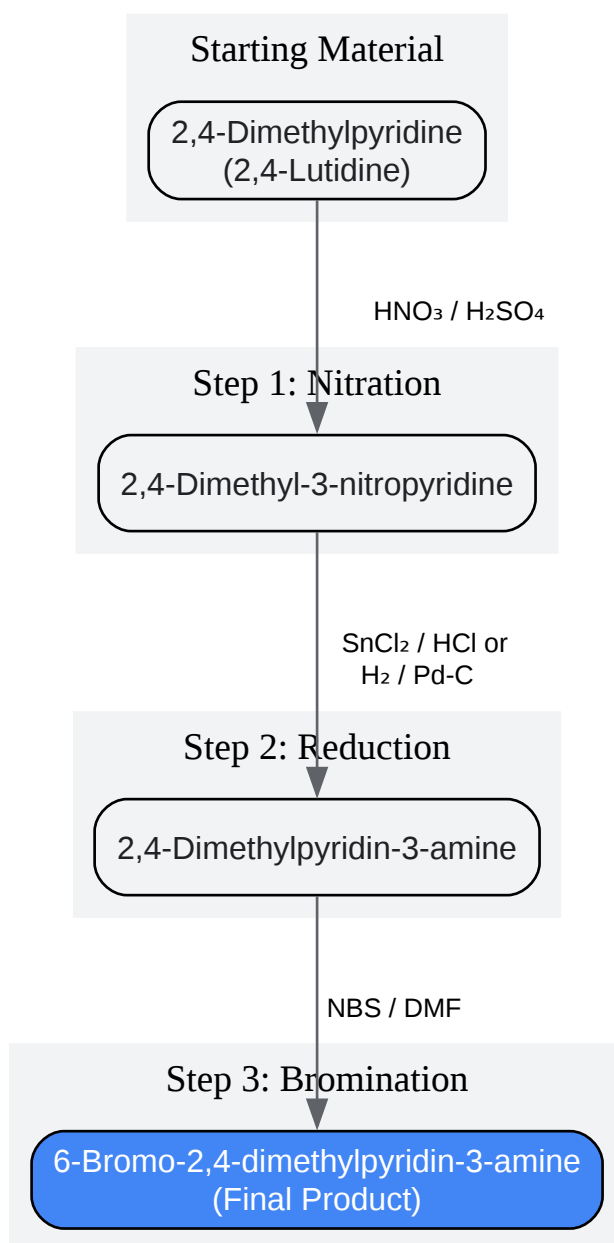 Starting Material
2,4-Dimethylpyridine
(2,4-Lutidine)
HNO₃ / H₂SO₄
Step 1: Nitration
2,4-Dimethyl-3-nitropyridine
SnCl₂ / HCl or
H₂ / Pd-C
Step 2: Reduction
2,4-Dimethylpyridin-3-amine
NBS / DMF
Step 3: Bromination
6-Bromo-2,4-dimethylpyridin-3-amine
(Final Product)